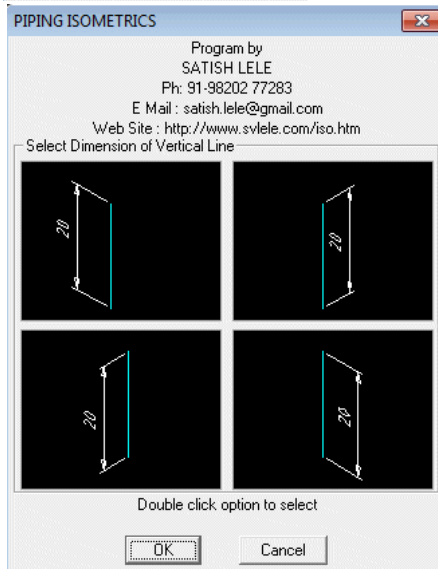 PIPING ISOMETRICS
Program by
SATISH LELE
Ph: 91-98202 77283
E Mail : satish.lele@gmail.com
Web Site : http://www.svlele.com/iso.htm
Select Dimension of Vertical Line
20
20
20
20
Double click option to select
OK
Cancel